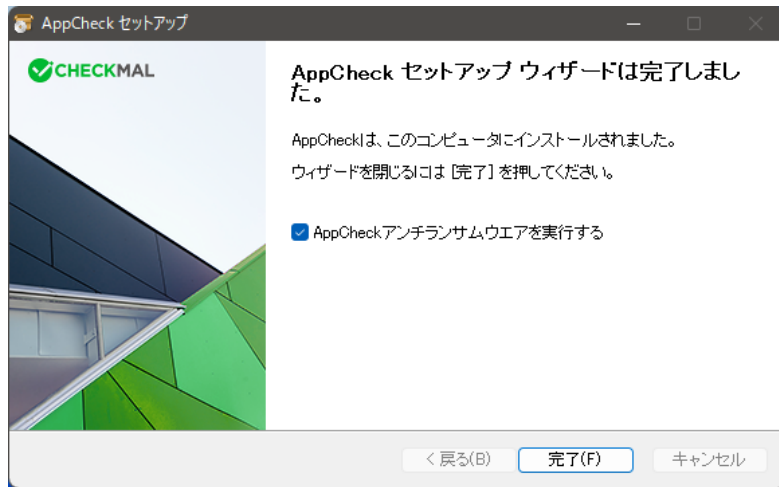 AppCheck セットアップ
CHECKMAL
AppCheck セットアップ ウィザードは完了しまし
た。
AppCheckは、このコンピュータにインストールされました。
ウィザードを閉じるには [完了] を押してください。
AppCheckアンチランサムウエアを実行する
< 戻る(B)
完了(F)
キャンセル